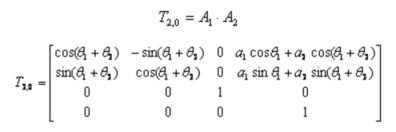 T₂,₀ = A₁ · A₂
T₂,₀ = [cos(θ₁ + θ₂) − sin(θ₁ + θ₂) 0 a₁ cosθ₁ + a₂ cos(θ₁ + θ₂)
sin(θ₁ + θ₂) cos(θ₁ + θ₂) 0 a₁ sin θ₁ + a₂ sin(θ₁ + θ₂)
0 0 1 0
0 0 0 1]